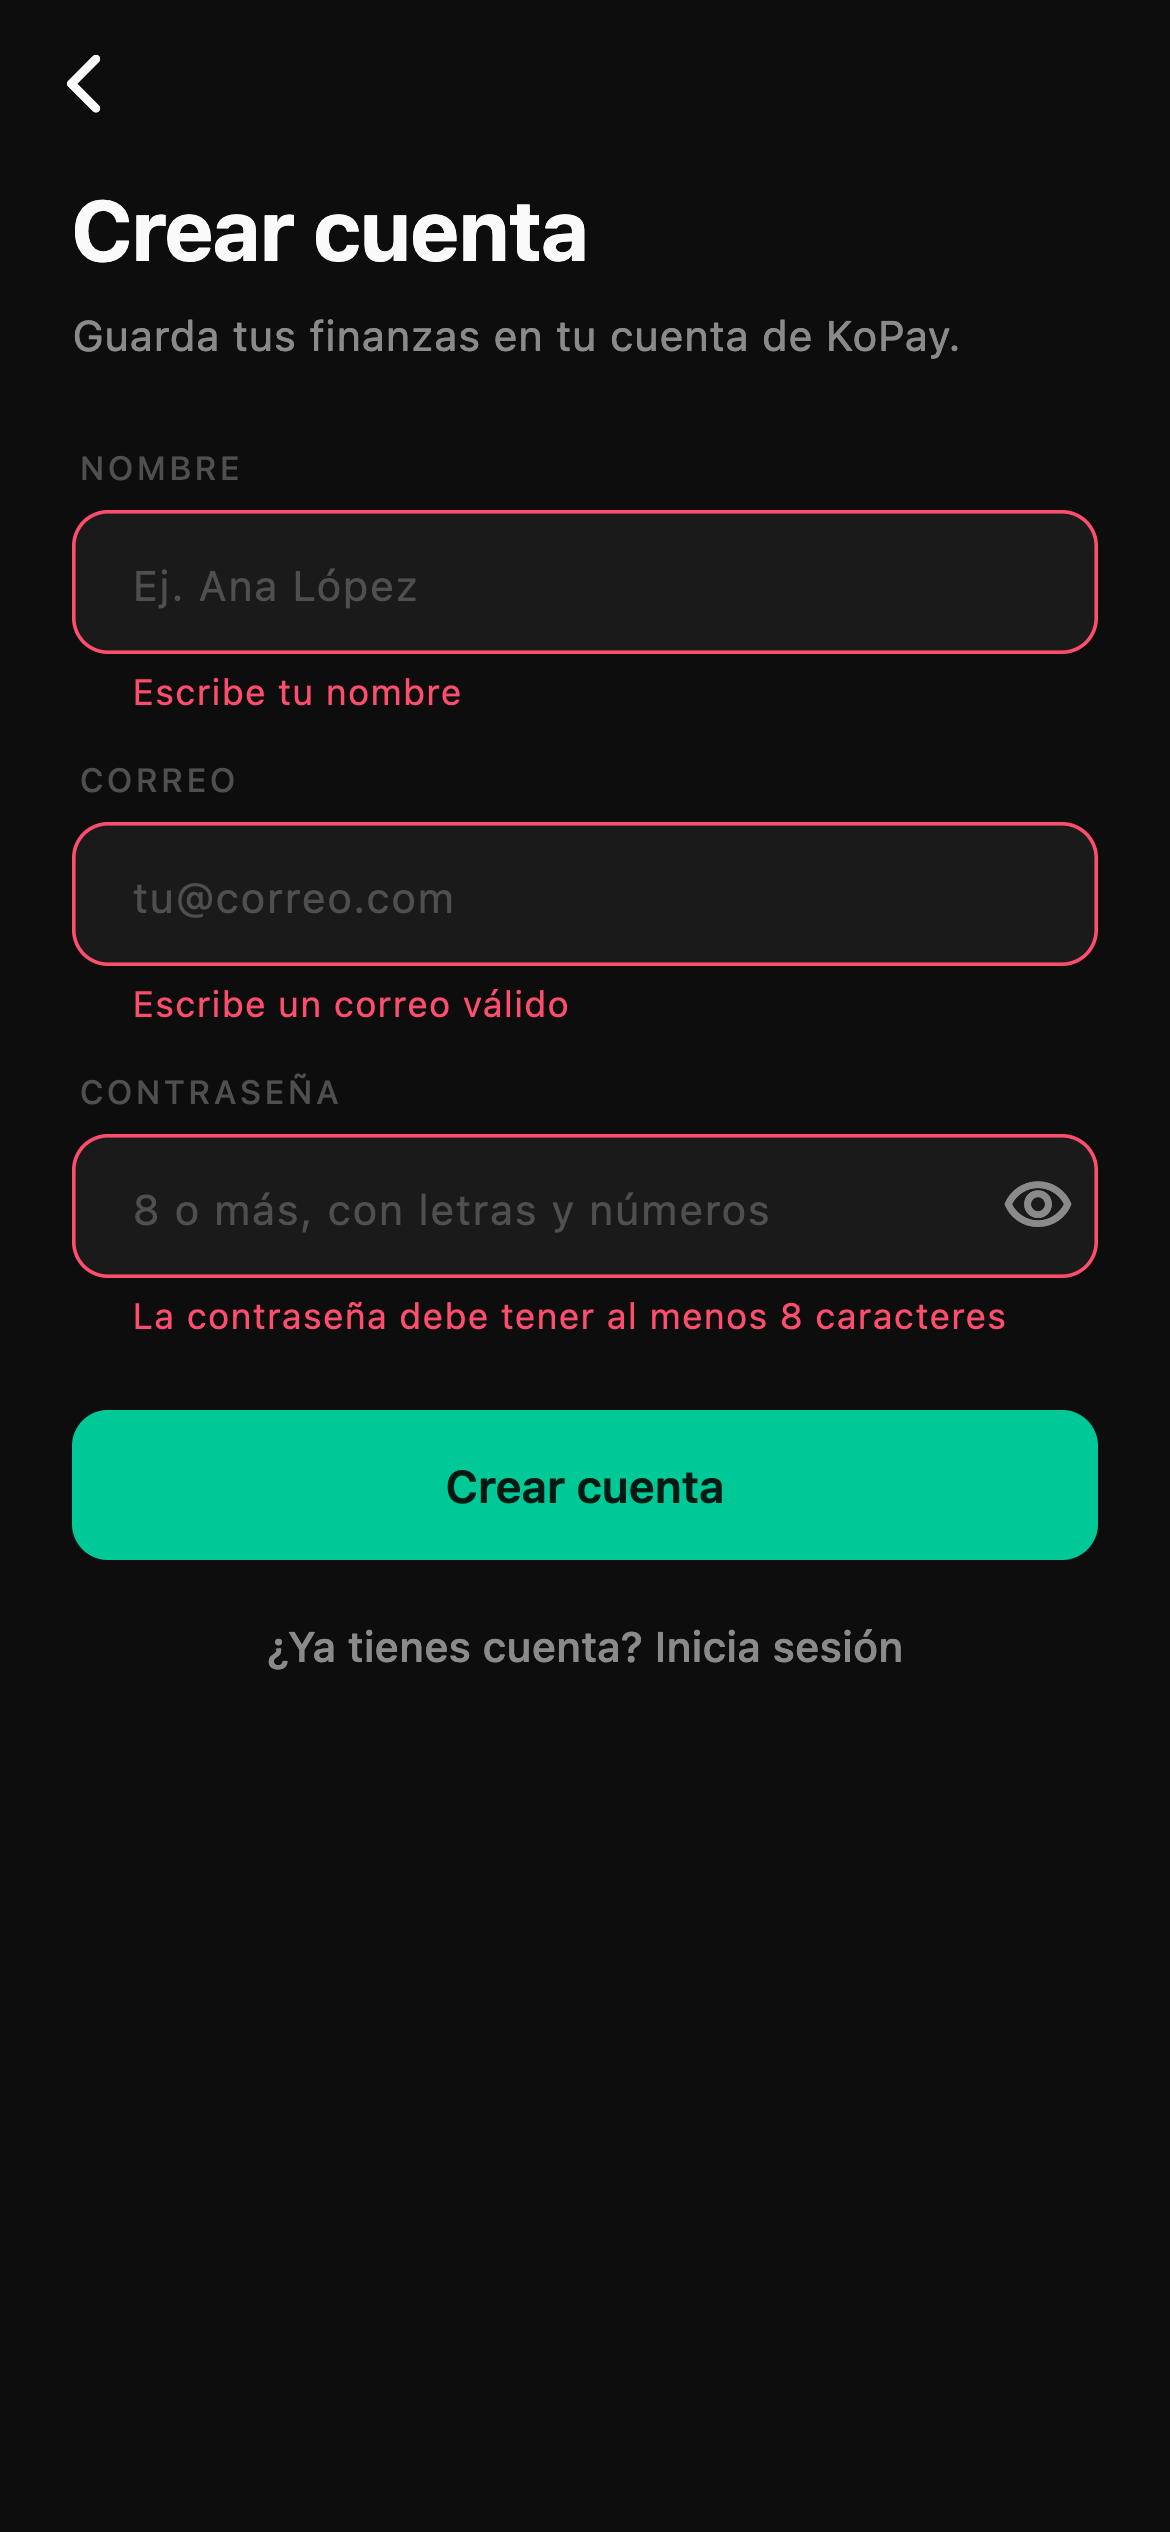 Crear cuenta
Guarda tus finanzas en tu cuenta de KoPay.
NOMBRE
Ej. Ana López
Escribe tu nombre
CORREO
tu@correo.com
Escribe un correo válido
CONTRASEÑA
8 o más, con letras y números
La contraseña debe tener al menos 8 caracteres
Crear cuenta
¿Ya tienes cuenta? Inicia sesión